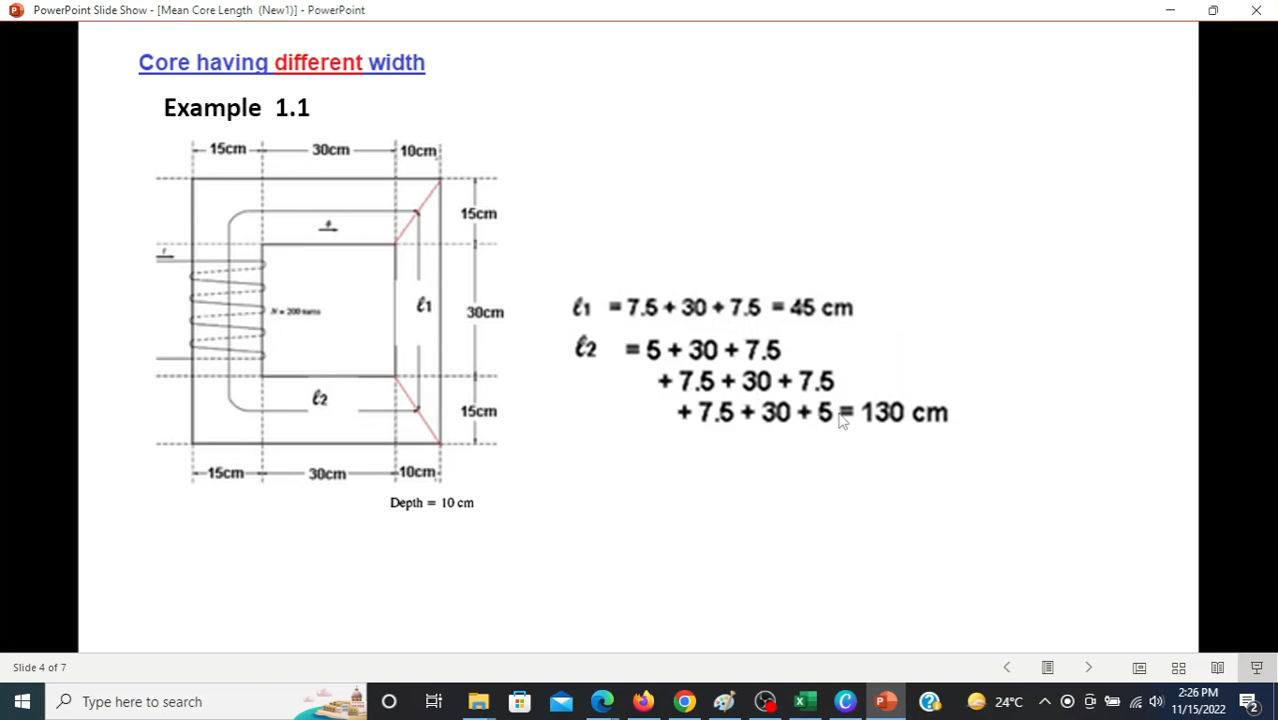 PowerPoint Slide Show - [Mean Core Length (New1)] - PowerPoint
Core having different width
Example 1.1
15cm 30cm 10cm
15cm
N = 200 turns
ℓ1
30cm
ℓ2
15cm
15cm 30cm 10cm
Depth = 10 cm
ℓ1 = 7.5 + 30 + 7.5 = 45 cm
ℓ2 = 5 + 30 + 7.5
+ 7.5 + 30 + 7.5
+ 7.5 + 30 + 5 = 130 cm
Slide 4 of 7
Type here to search
24°C
2:26 PM
11/15/2022
2